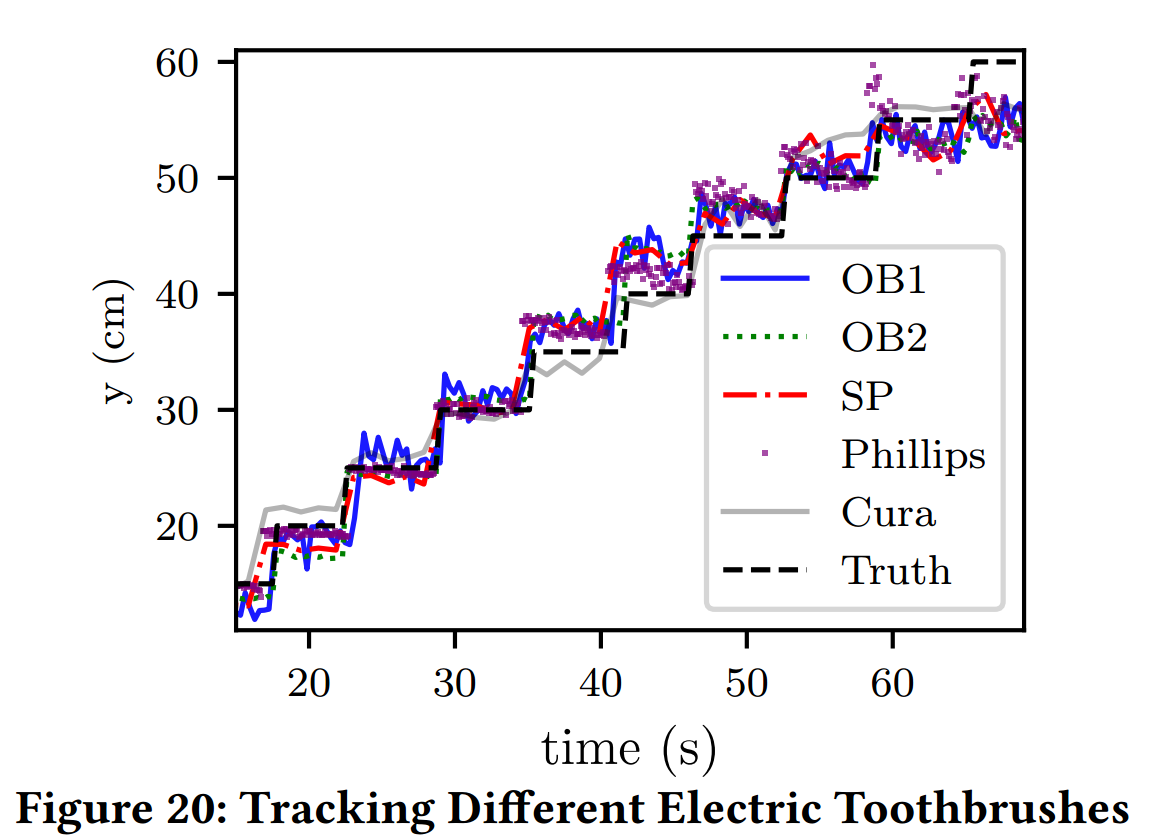 60
50
40
30
20
y (cm)
OB1
OB2
SP
Phillips
Cura
Truth
20 30 40 50 60
time (s)
Figure 20: Tracking Different Electric Toothbrushes